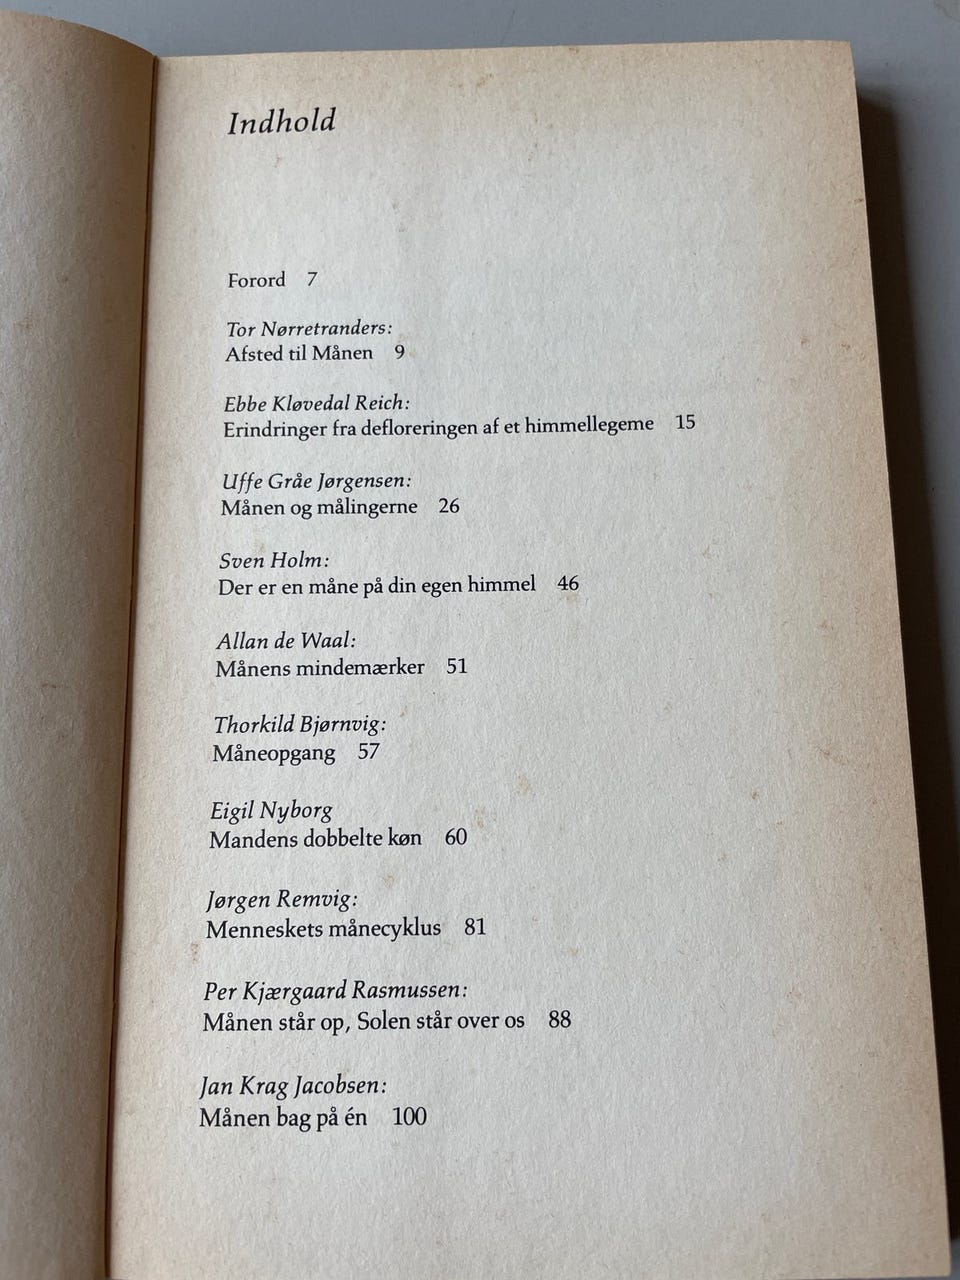 Indhold
Forord 7
Tor Nørretranders:
Afsted til Månen 9
Ebbe Kløvedal Reich:
Erindringer fra defloreringen af et himmellegeme 15
Uffe Gråe Jørgensen:
Månen og målingerne 26
Sven Holm:
Der er en måne på din egen himmel 46
Allan de Waal:
Månens mindemærker 51
Thorkild Bjørnvig:
Måneopgang 57
Eigil Nyborg
Mandens dobbelte køn 60
Jørgen Remvig:
Menneskets månecyklus 81
Per Kjærgaard Rasmussen:
Månen står op, Solen står over os 88
Jan Krag Jacobsen:
Månen bag på én 100